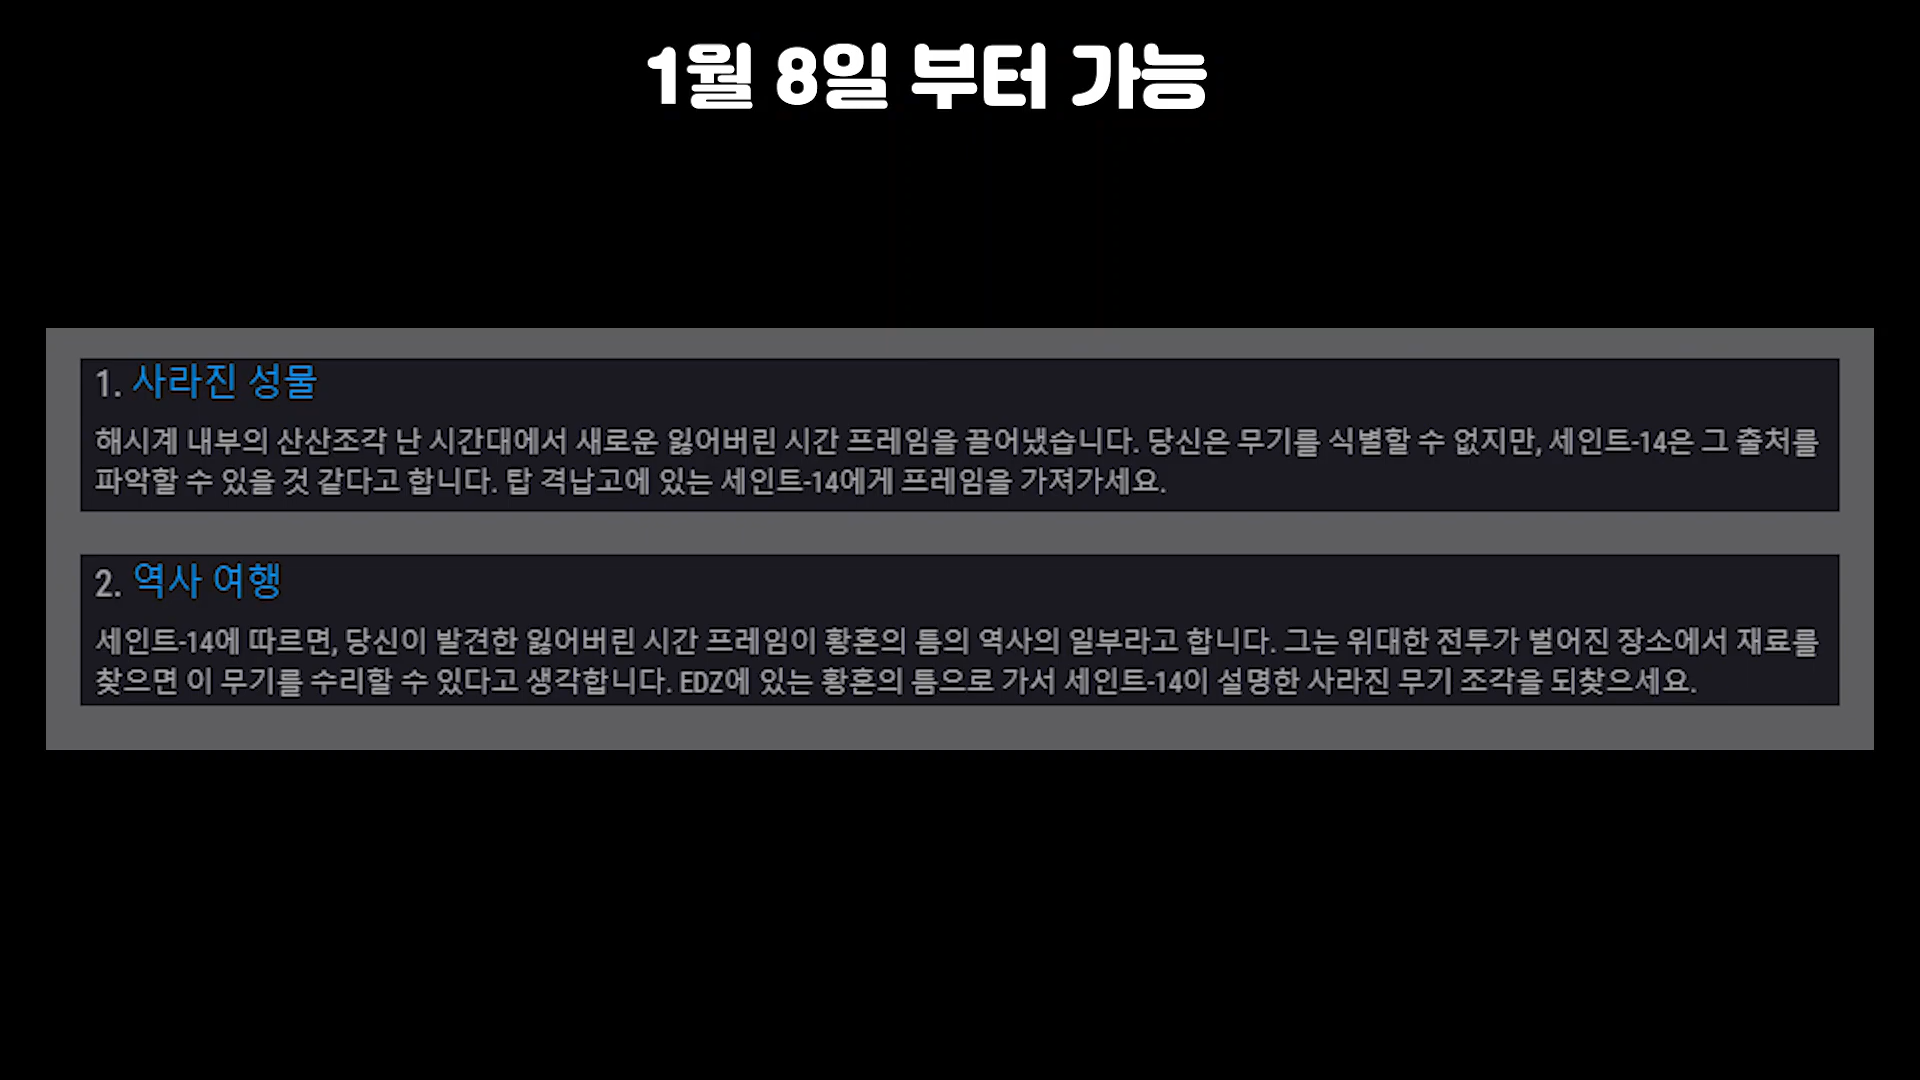 1월 8일 부터 가능
1. 사라진 성물
해시계 내부의 산산조각 난 시간대에서 새로운 잃어버린 시간 프레임을 끌어냈습니다. 당신은 무기를 식별할 수 없지만, 세인트-14은 그 출처를
파악할 수 있을 것 같다고 합니다. 탑 격납고에 있는 세인트-14에게 프레임을 가져가세요.
2. 역사 여행
세인트-14에 따르면, 당신이 발견한 잃어버린 시간 프레임이 황혼의 틈의 역사의 일부라고 합니다. 그는 위대한 전투가 벌어진 장소에서 재료를
찾으면 이 무기를 수리할 수 있다고 생각합니다. EDZ에 있는 황혼의 틈으로 가서 세인트-14이 설명한 사라진 무기 조각을 되찾으세요.